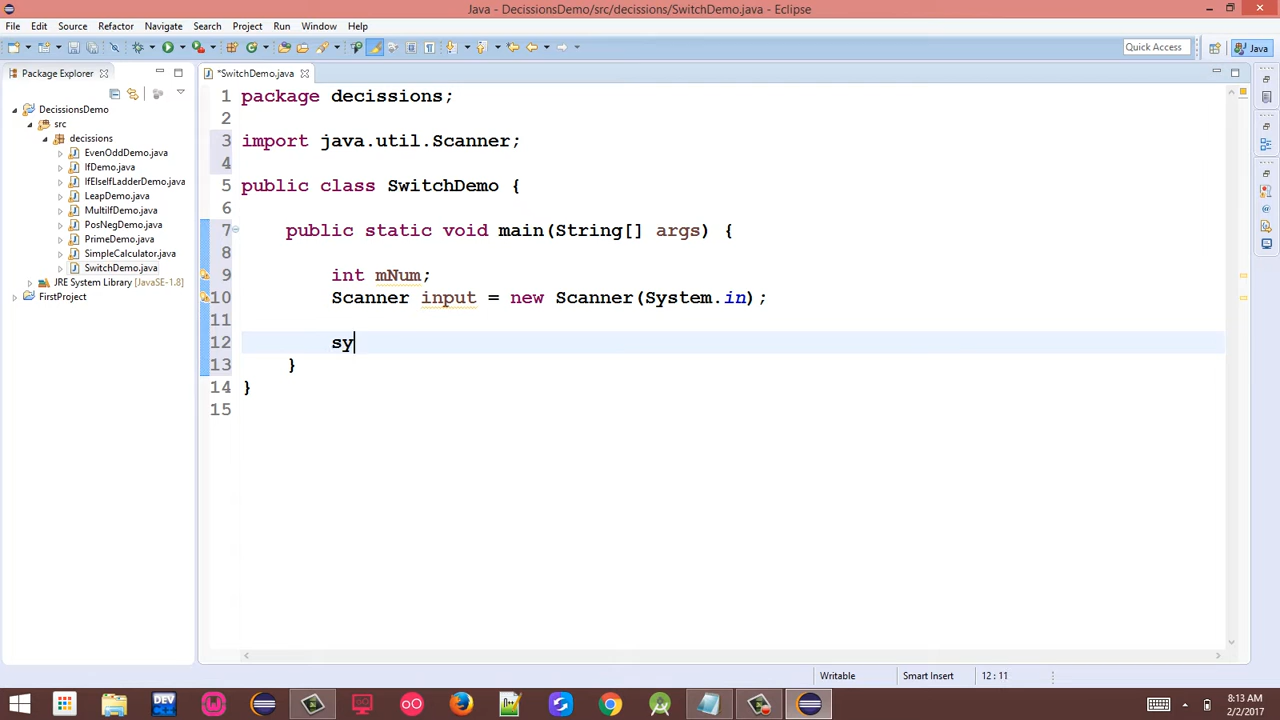 Java - DecissionsDemo/src/decissions/SwitchDemo.java - Eclipse
File Edit Source Refactor Navigate Search Project Run Window Help
Quick Access
Java
Package Explorer
*SwitchDemo.java
DecissionsDemo
src
decissions
EvenOddDemo.java
IfDemo.java
IfElseIfLadderDemo.java
LeapDemo.java
MultiIfDemo.java
PosNegDemo.java
PrimeDemo.java
SimpleCalculator.java
SwitchDemo.java
JRE System Library [JavaSE-1.8]
FirstProject
1 package decissions;
2
3 import java.util.Scanner;
4
5 public class SwitchDemo {
6
7 public static void main(String[] args) {
8
9 int mNum;
10 Scanner input = new Scanner(System.in);
11
12 sy
13 }
14 }
15
Writable Smart Insert 12 : 11
DEV
8:13 AM
2/2/2017